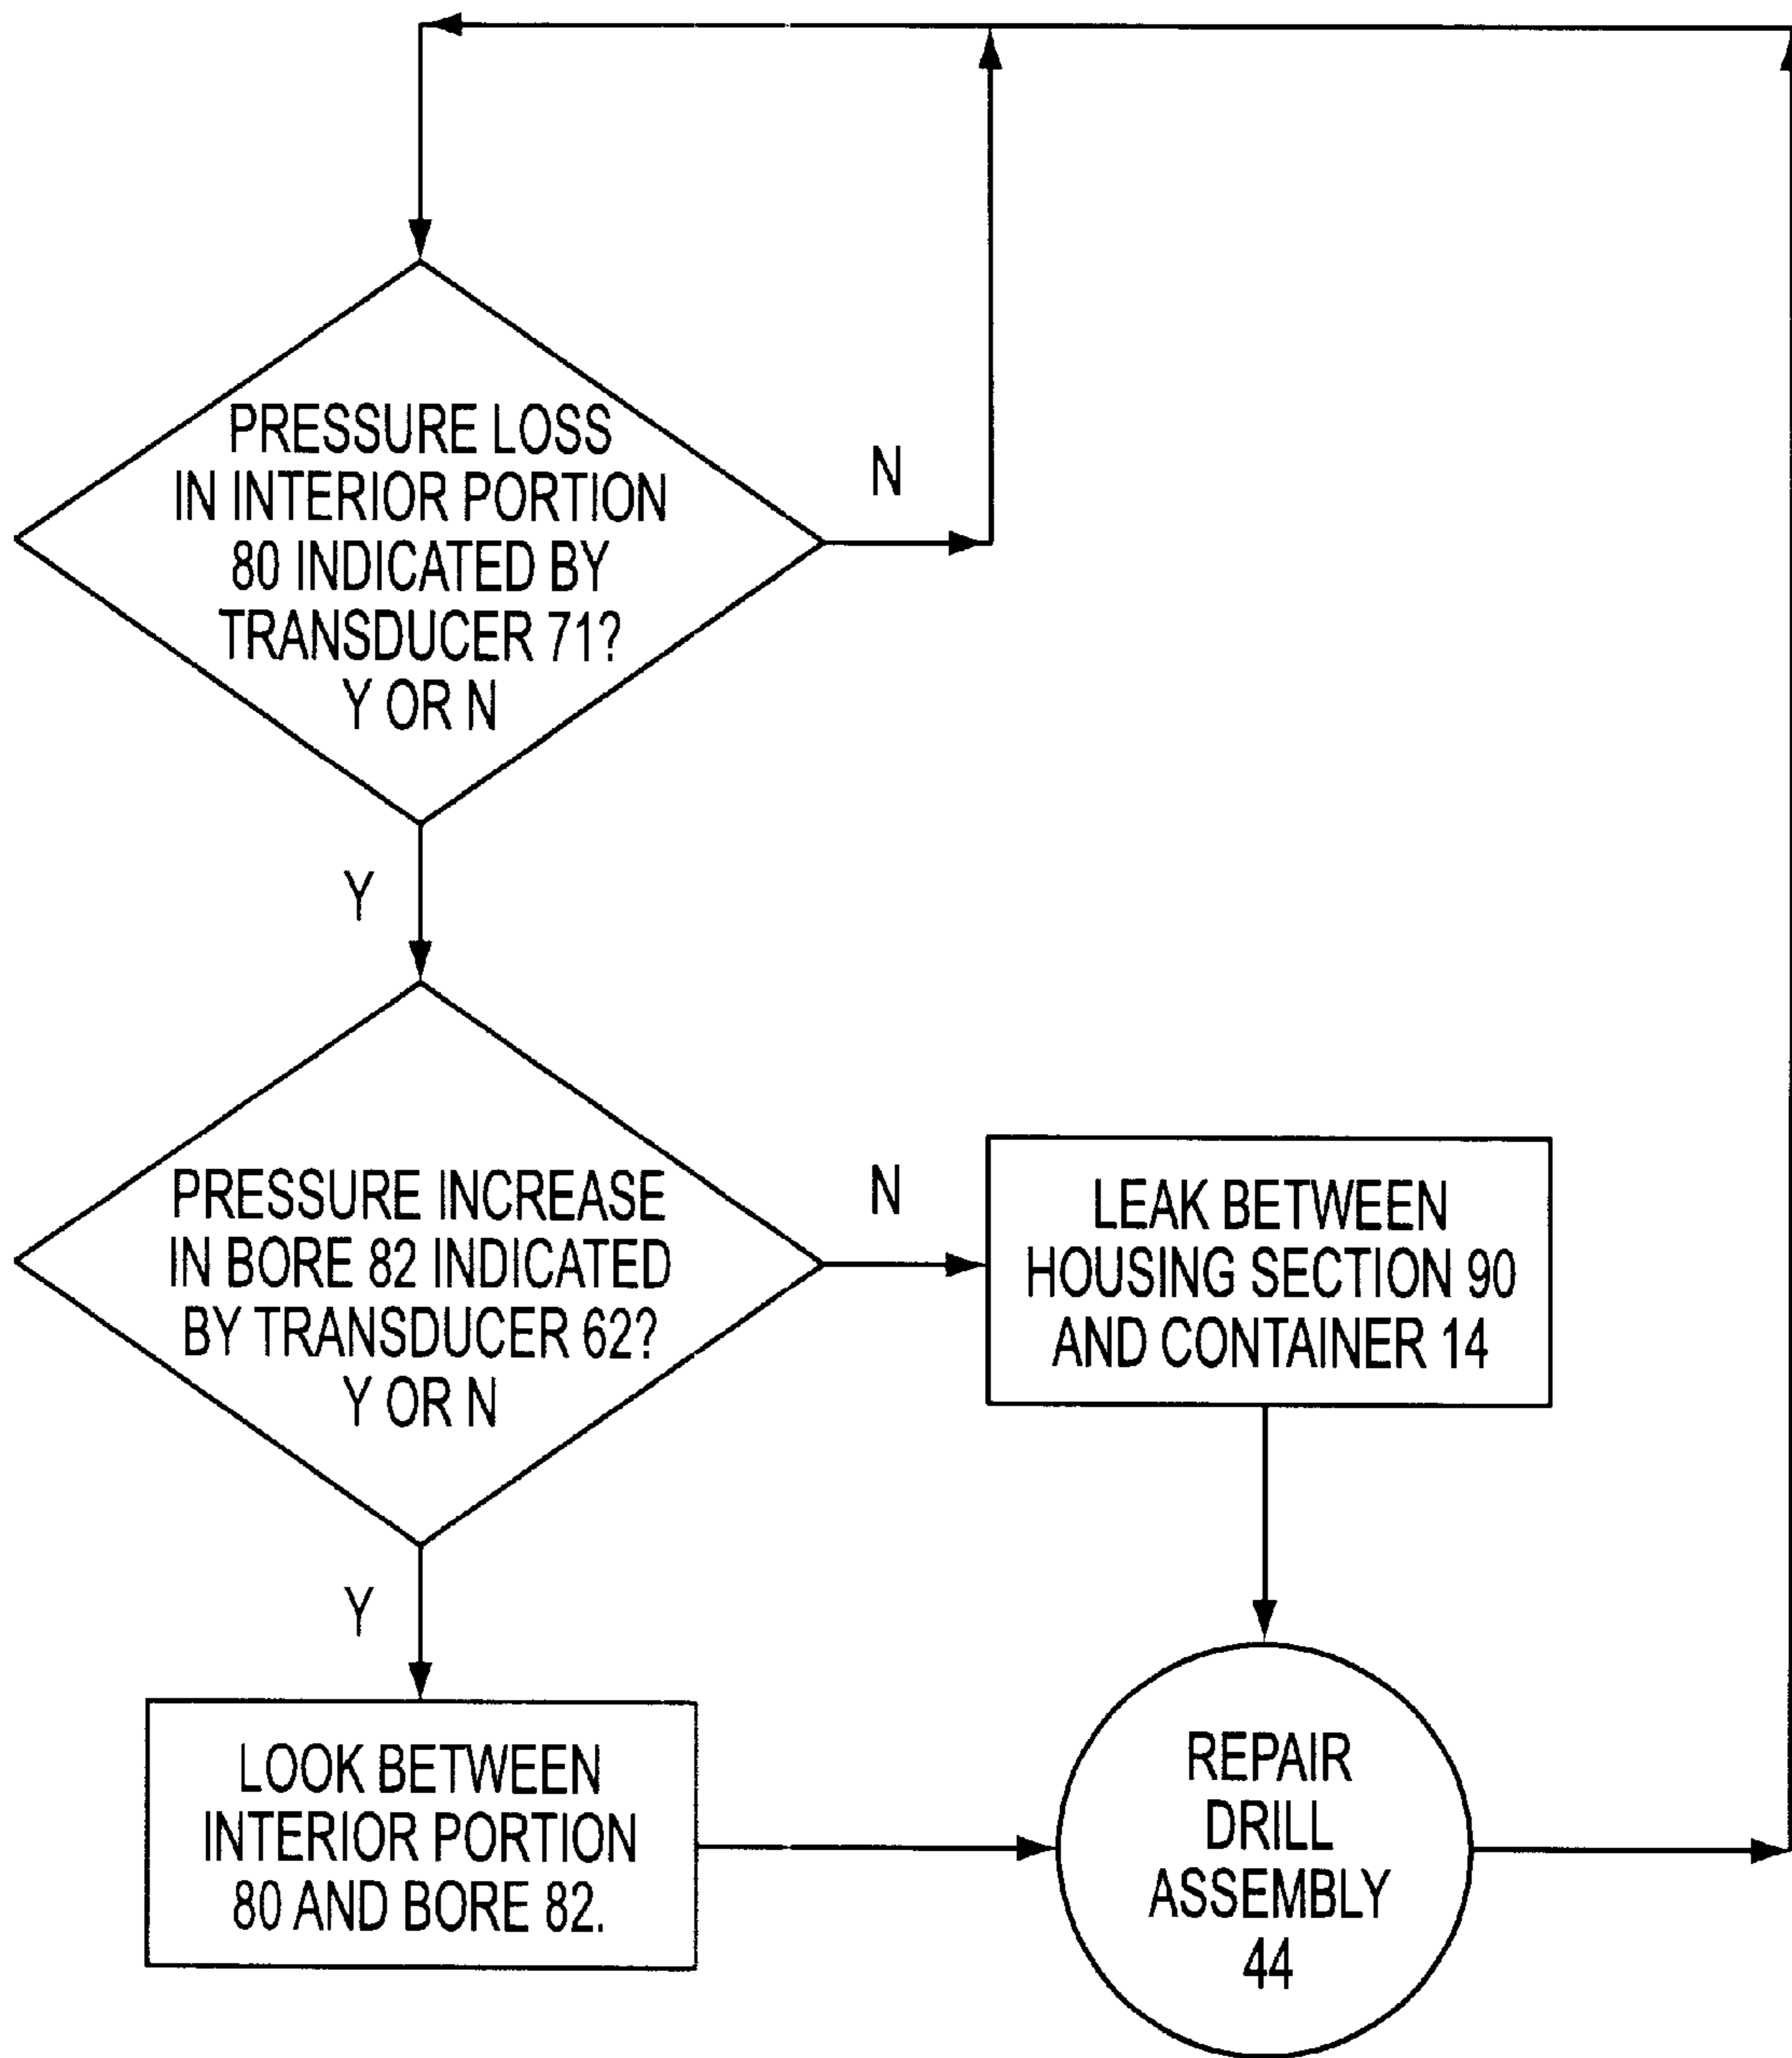 PRESSURE LOSS
IN INTERIOR PORTION
80 INDICATED BY
TRANSDUCER 71?
Y OR N
N
Y
PRESSURE INCREASE
IN BORE 82 INDICATED
BY TRANSDUCER 62?
Y OR N
N
LEAK BETWEEN
HOUSING SECTION 90
AND CONTAINER 14
Y
LOOK BETWEEN
INTERIOR PORTION
80 AND BORE 82.
REPAIR
DRILL
ASSEMBLY
44